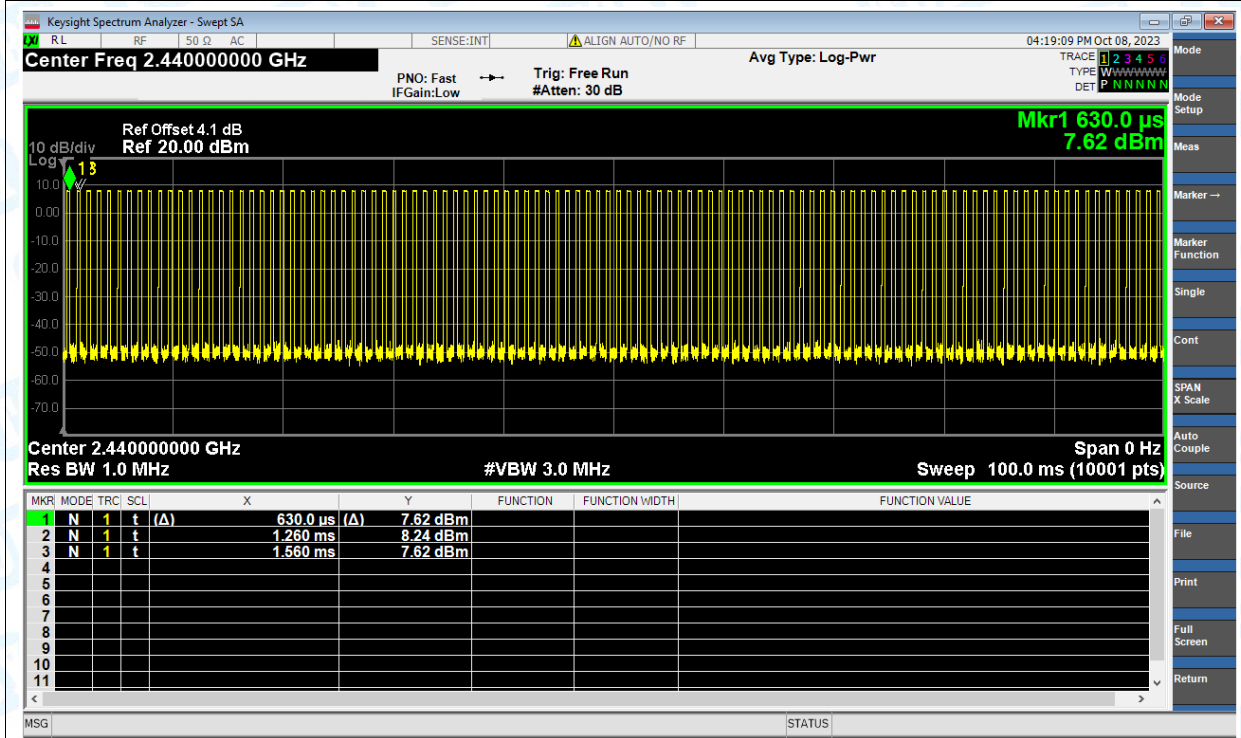 Keysight Spectrum Analyzer - Swept SA
LXI RL RF 50 Ω AC SENSE:INT ALIGN AUTO/NO RF 04:19:09 PM Oct 08, 2023
Center Freq 2.440000000 GHz
PNO: Fast
IFGain:Low
Trig: Free Run
#Atten: 30 dB
Avg Type: Log-Pwr
TRACE 1 2 3 4 5 6
TYPE WWWWWW
DET P N N N N N
Mkr1 630.0 µs
7.62 dBm
Ref Offset 4.1 dB
Ref 20.00 dBm
10 dB/div
Log
1 3
10.0
0.00
-10.0
-20.0
-30.0
-40.0
-50.0
-60.0
-70.0
Center 2.440000000 GHz Span 0 Hz
Res BW 1.0 MHz #VBW 3.0 MHz Sweep 100.0 ms (10001 pts)
MKR MODE TRC SCL X Y FUNCTION FUNCTION WIDTH FUNCTION VALUE
1 N 1 t (Δ) 630.0 µs (Δ) 7.62 dBm
2 N 1 t 1.260 ms 8.24 dBm
3 N 1 t 1.560 ms 7.62 dBm
4
5
6
7
8
9
10
11
MSG STATUS
Mode
Mode
Setup
Meas
Marker →
Marker
Function
Single
Cont
SPAN
X Scale
Auto
Couple
Source
File
Print
Full
Screen
Return